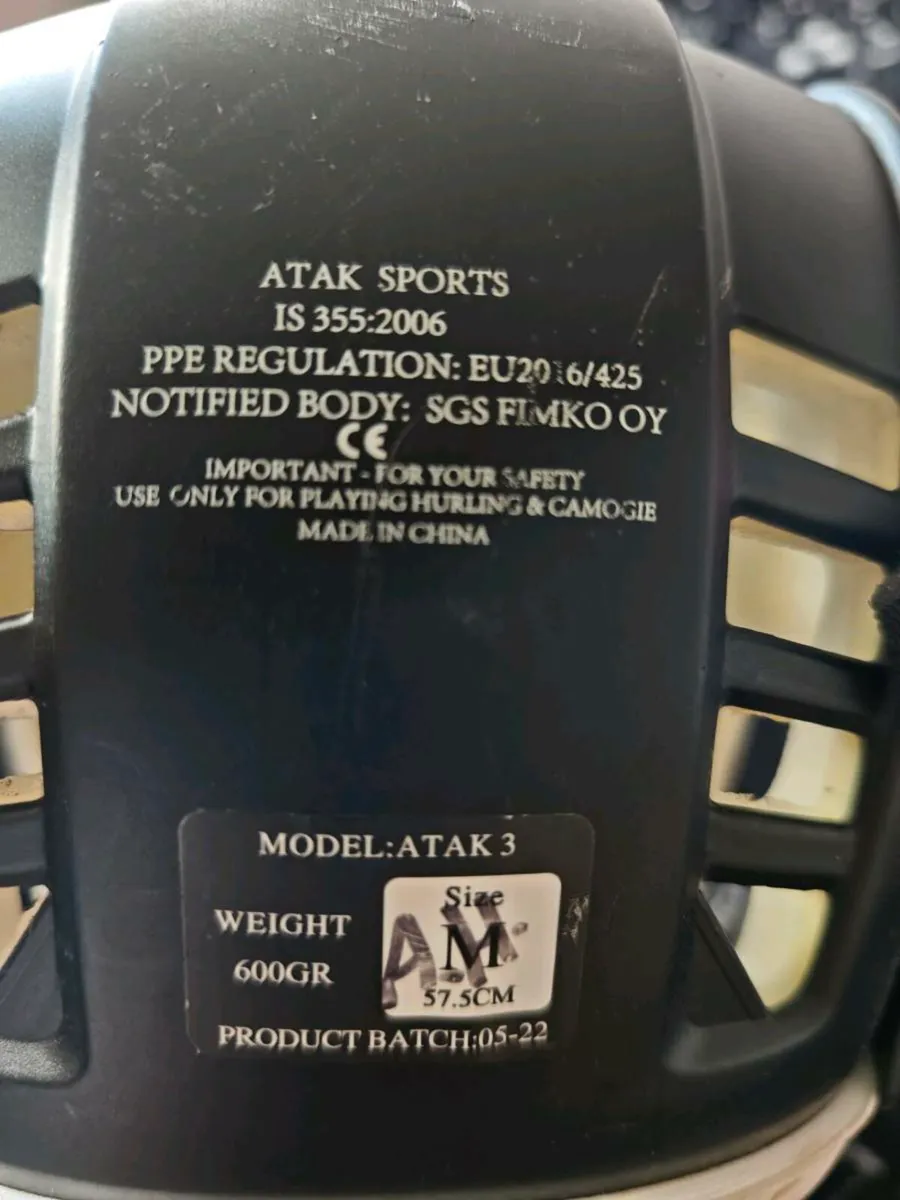 ATAK SPORTS
IS 355:2006
PPE REGULATION: EU2016/425
NOTIFIED BODY: SGS FIMKO OY
CE
IMPORTANT - FOR YOUR SAFETY
USE ONLY FOR PLAYING HURLING & CAMOGIE
MADE IN CHINA
MODEL:ATAK 3
WEIGHT
600GR
Size
M
57.5CM
PRODUCT BATCH:05-22